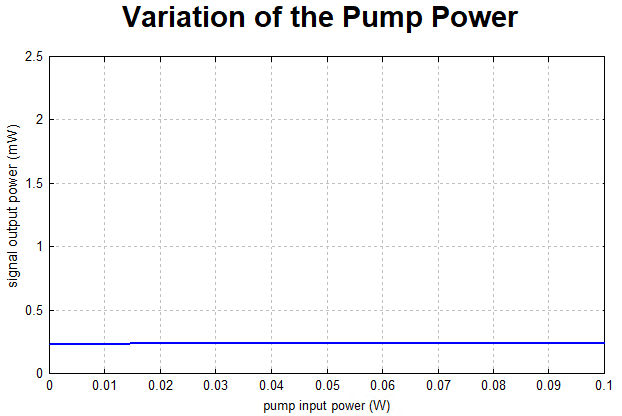 Variation of the Pump Power
2.5
2
1.5
1
0.5
0
signal output power (mW)
0 0.01 0.02 0.03 0.04 0.05 0.06 0.07 0.08 0.09 0.1
pump input power (W)